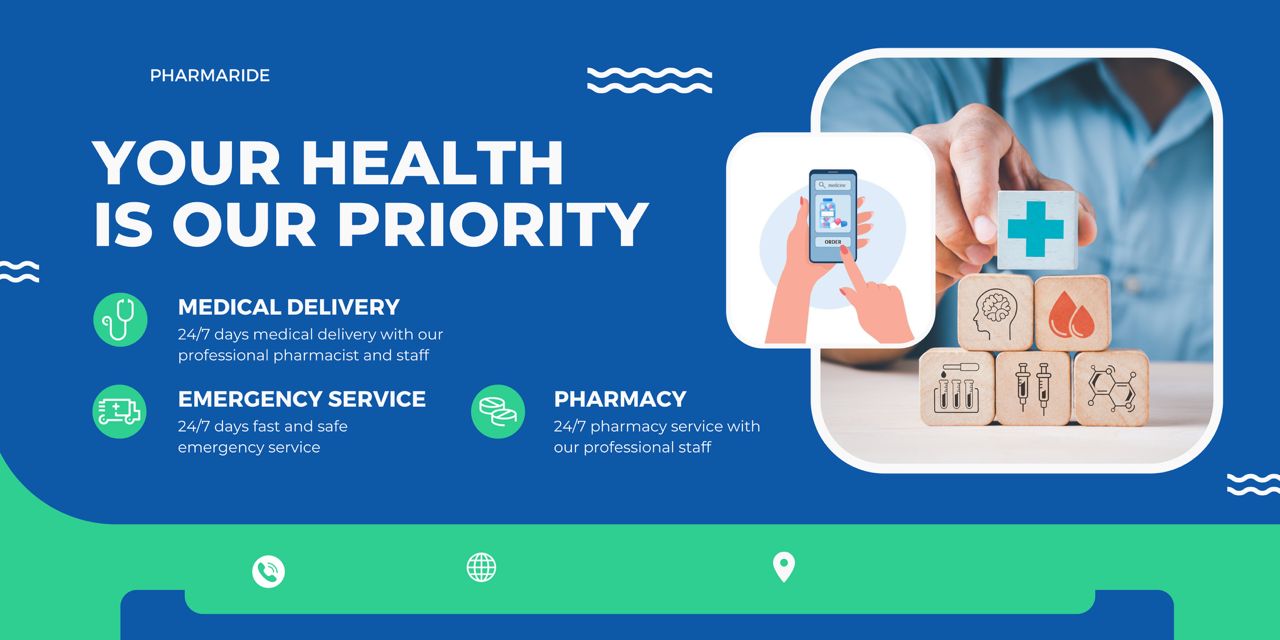 PHARMARIDE
YOUR HEALTH
IS OUR PRIORITY
MEDICAL DELIVERY
24/7 days medical delivery with our
professional pharmacist and staff
EMERGENCY SERVICE
24/7 days fast and safe
emergency service
PHARMACY
24/7 pharmacy service with
our professional staff
medicine
ORDER